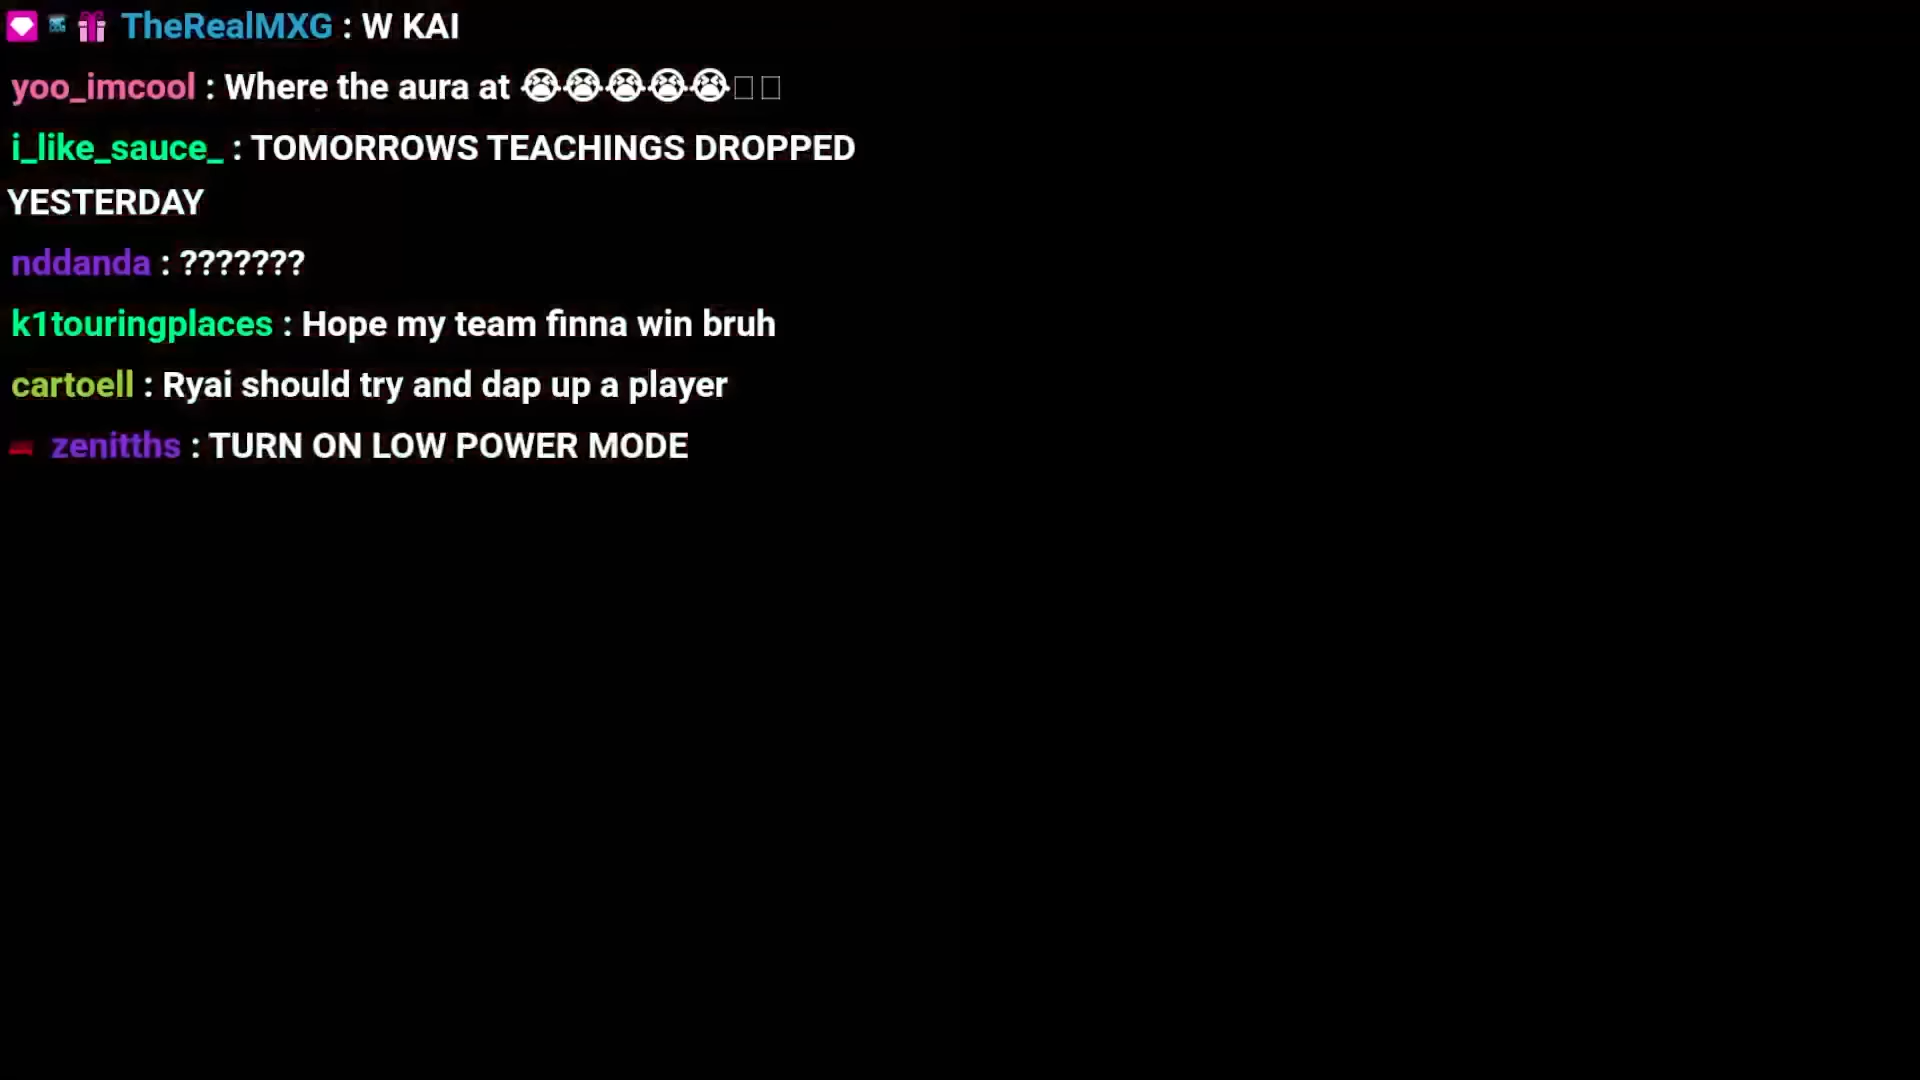 TheRealMXG : W KAI
yoo_imcool : Where the aura at 😭😭😭😭😭
i_like_sauce_ : TOMORROWS TEACHINGS DROPPED
YESTERDAY
nddanda : ???????
k1touringplaces : Hope my team finna win bruh
cartoell : Ryai should try and dap up a player
zenitths : TURN ON LOW POWER MODE